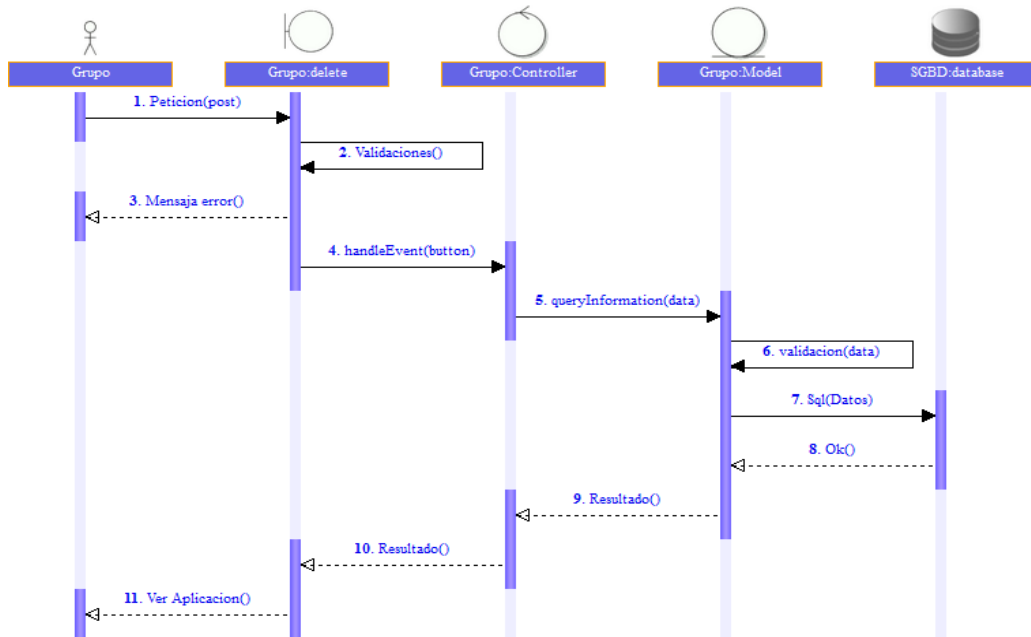 Grupo
Grupo:delete
Grupo:Controller
Grupo:Model
SGBD:database
1. Peticion(post)
2. Validaciones()
3. Mensaja error()
4. handleEvent(button)
5. queryInformation(data)
6. validacion(data)
7. Sql(Datos)
8. Ok()
9. Resultado()
10. Resultado()
11. Ver Aplicacion()